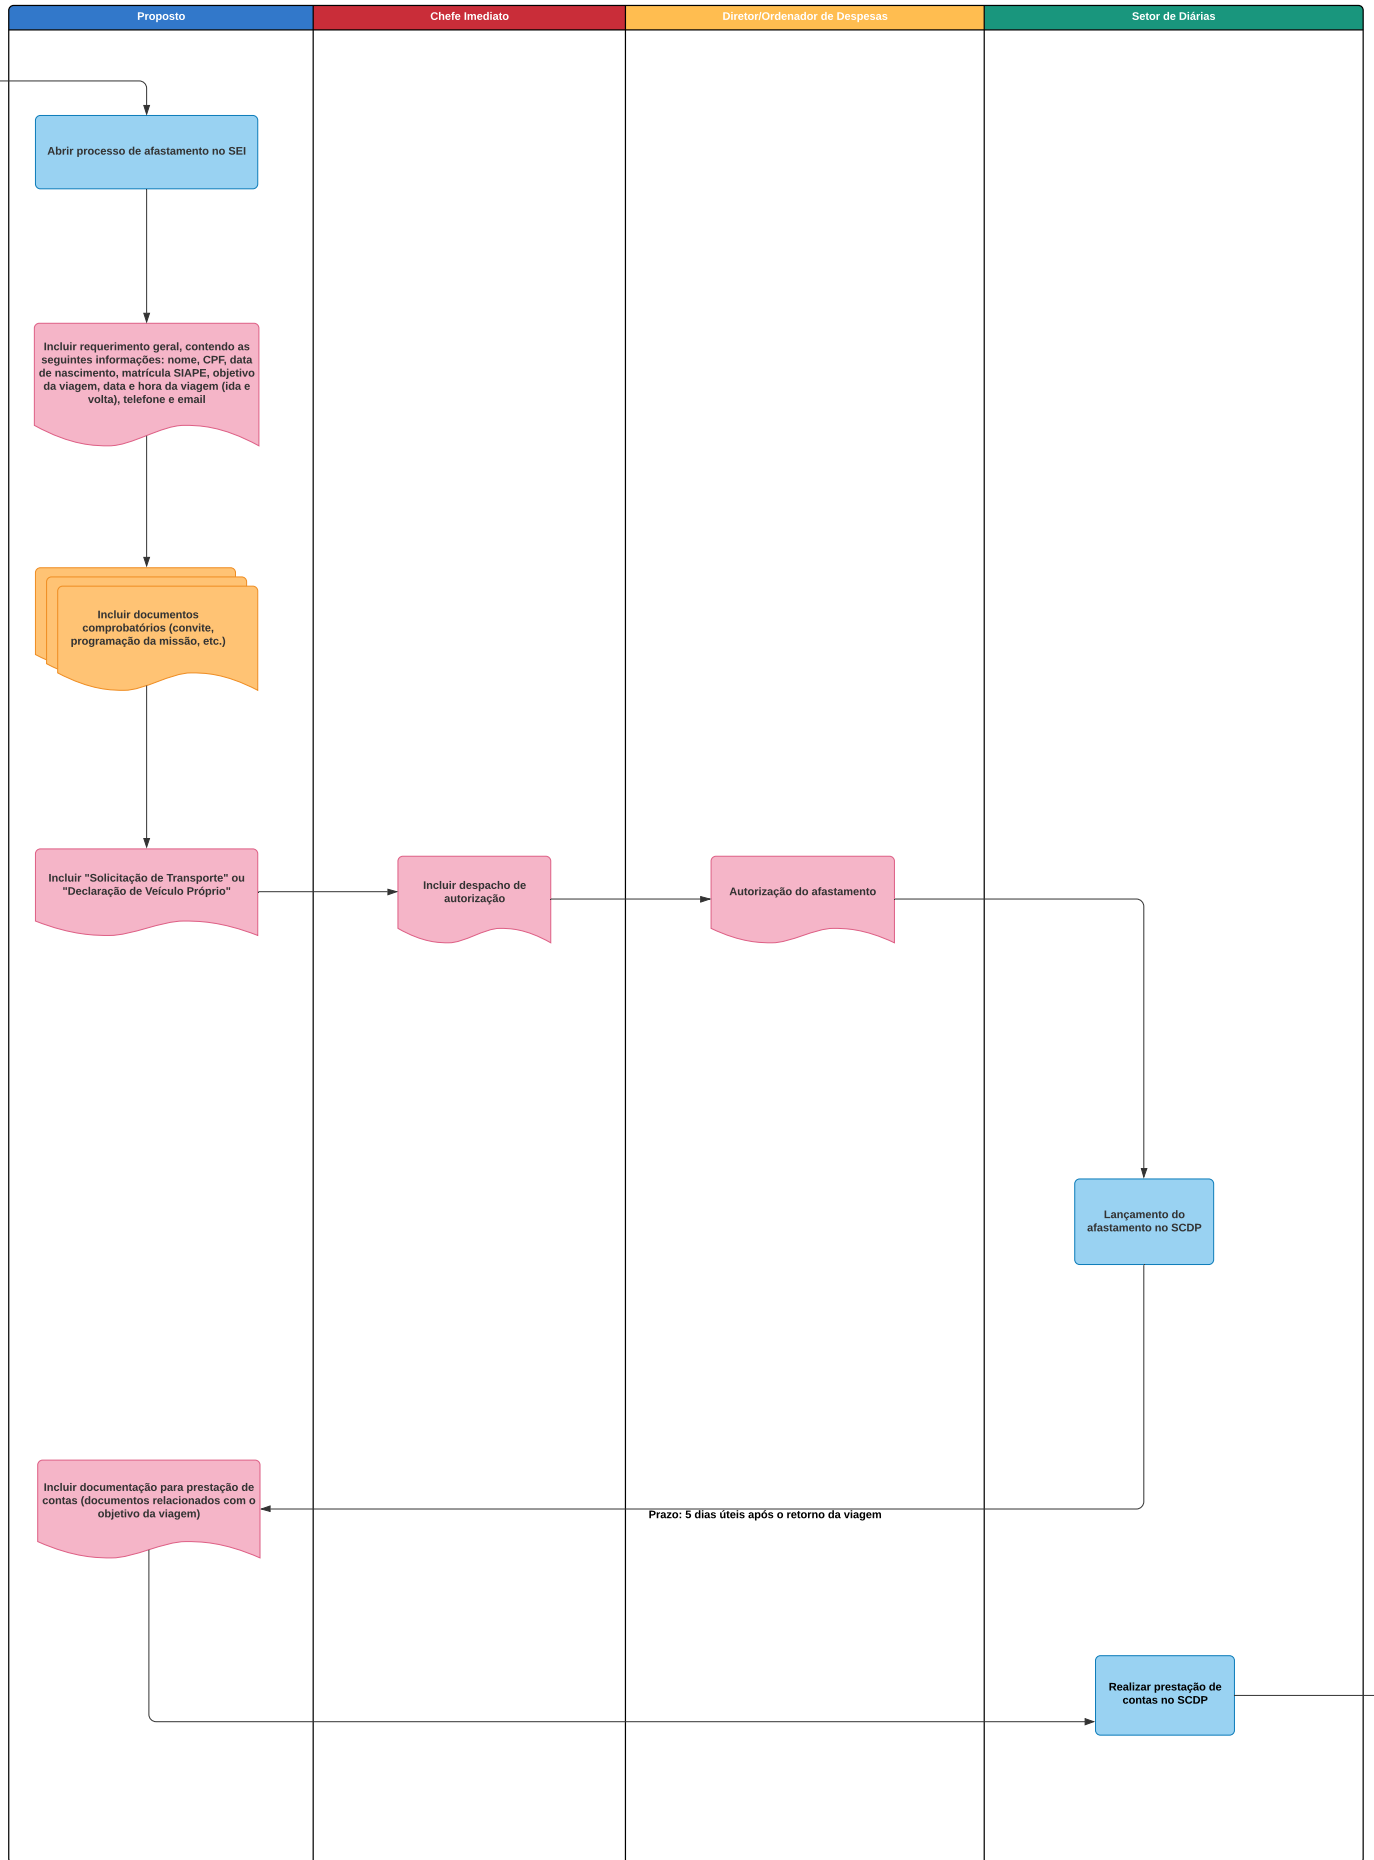 Proposto
Chefe Imediato
Diretor/Ordenador de Despesas
Setor de Diárias
Abrir processo de afastamento no SEI
Incluir requerimento geral, contendo as
seguintes informações: nome, CPF, data
de nascimento, matrícula SIAPE, objetivo
da viagem, data e hora da viagem (ida e
volta), telefone e email
Incluir documentos
comprobatórios (convite,
programação da missão, etc.)
Incluir "Solicitação de Transporte" ou
"Declaração de Veículo Próprio"
Incluir despacho de
autorização
Autorização do afastamento
Lançamento do
afastamento no SCDP
Incluir documentação para prestação de
contas (documentos relacionados com o
objetivo da viagem)
Prazo: 5 dias úteis após o retorno da viagem
Realizar prestação de
contas no SCDP